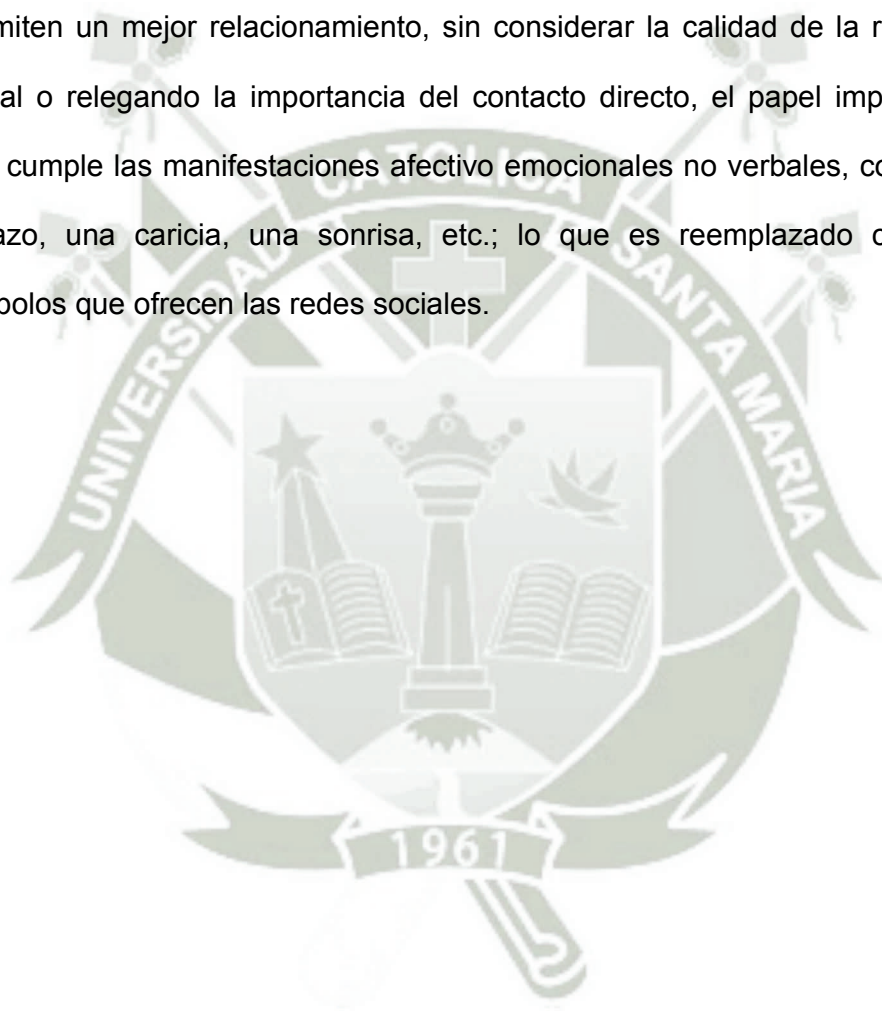 miten un mejor relacionamiento, sin considerar la calidad de la r
al o relegando la importancia del contacto directo, el papel imp
cumple las manifestaciones afectivo emocionales no verbales, co
azo, una caricia, una sonrisa, etc.; lo que es reemplazado o
bolos que ofrecen las redes sociales.
UNIVERSIDAD CATOLICA SANTA MARIA
1961